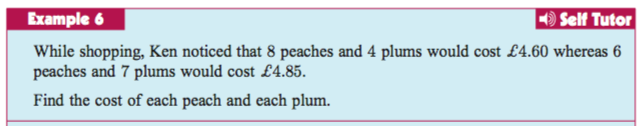 Example 6
Self Tutor
While shopping, Ken noticed that 8 peaches and 4 plums would cost £4.60 whereas 6
peaches and 7 plums would cost £4.85.
Find the cost of each peach and each plum.